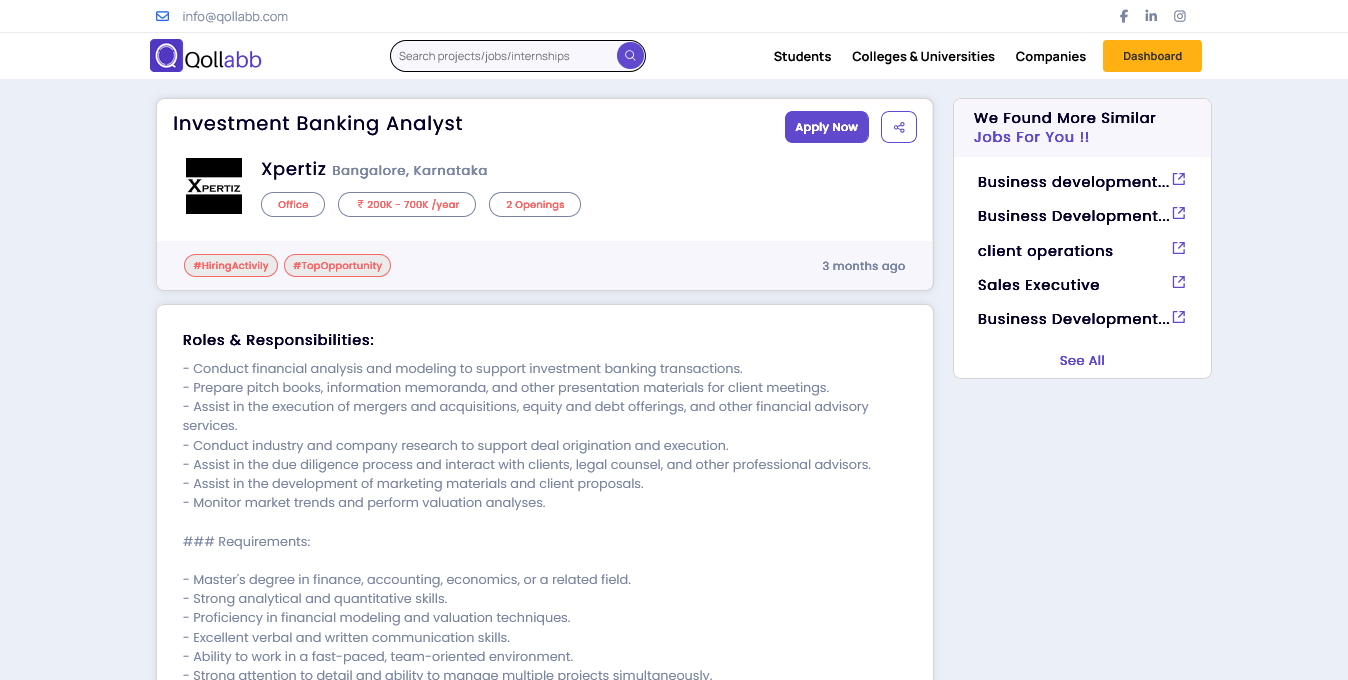 info@qollabb.com
Qollabb
Search projects/jobs/internships
Students
Colleges & Universities
Companies
Dashboard
Investment Banking Analyst
Apply Now
XPERTIZ
Xpertiz Bangalore, Karnataka
Office
₹ 200K - 700K /year
2 Openings
#HiringActivily
#TopOpportunity
3 months ago
Roles & Responsibilities:
- Conduct financial analysis and modeling to support investment banking transactions.
- Prepare pitch books, information memoranda, and other presentation materials for client meetings.
- Assist in the execution of mergers and acquisitions, equity and debt offerings, and other financial advisory
services.
- Conduct industry and company research to support deal origination and execution.
- Assist in the due diligence process and interact with clients, legal counsel, and other professional advisors.
- Assist in the development of marketing materials and client proposals.
- Monitor market trends and perform valuation analyses.
### Requirements:
- Master's degree in finance, accounting, economics, or a related field.
- Strong analytical and quantitative skills.
- Proficiency in financial modeling and valuation techniques.
- Excellent verbal and written communication skills.
- Ability to work in a fast-paced, team-oriented environment.
- Strong attention to detail and ability to manage multiple projects simultaneously.
We Found More Similar
Jobs For You !!
Business development...
Business Development...
client operations
Sales Executive
Business Development...
See All